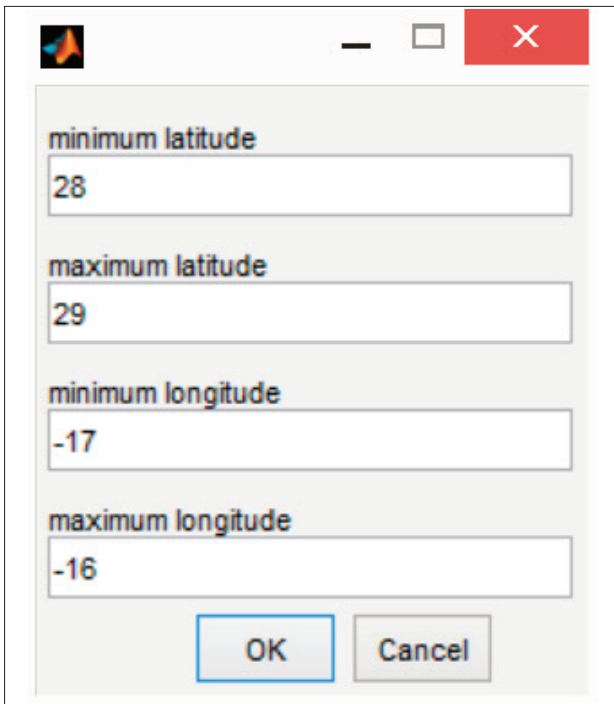 minimum latitude
28
maximum latitude
29
minimum longitude
-17
maximum longitude
-16
OK Cancel